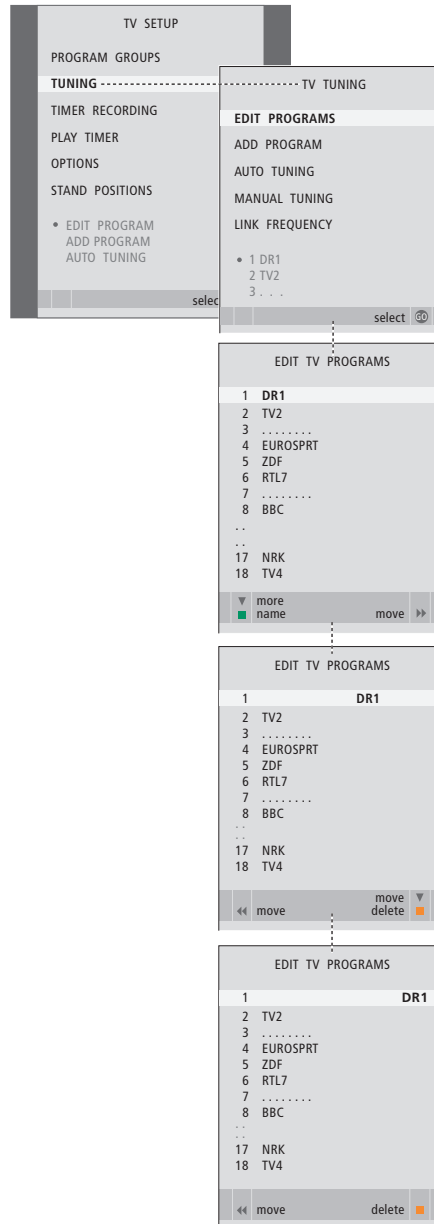 TV SETUP
PROGRAM GROUPS
TUNING
TIMER RECORDING
PLAY TIMER
OPTIONS
STAND POSITIONS
• EDIT PROGRAM
ADD PROGRAM
AUTO TUNING
selec
TV TUNING
EDIT PROGRAMS
ADD PROGRAM
AUTO TUNING
MANUAL TUNING
LINK FREQUENCY
• 1 DR1
2 TV2
3 . . .
select GO
EDIT TV PROGRAMS
1 DR1
2 TV2
3 ........
4 EUROSPRT
5 ZDF
6 RTL7
7 ........
8 BBC
. .
. .
17 NRK
18 TV4
▼ more
name move
EDIT TV PROGRAMS
1 DR1
2 TV2
3 ........
4 EUROSPRT
5 ZDF
6 RTL7
7 ........
8 BBC
. .
. .
17 NRK
18 TV4
move ▼
move delete
EDIT TV PROGRAMS
1 DR1
2 TV2
3 ........
4 EUROSPRT
5 ZDF
6 RTL7
7 ........
8 BBC
. .
. .
17 NRK
18 TV4
move delete